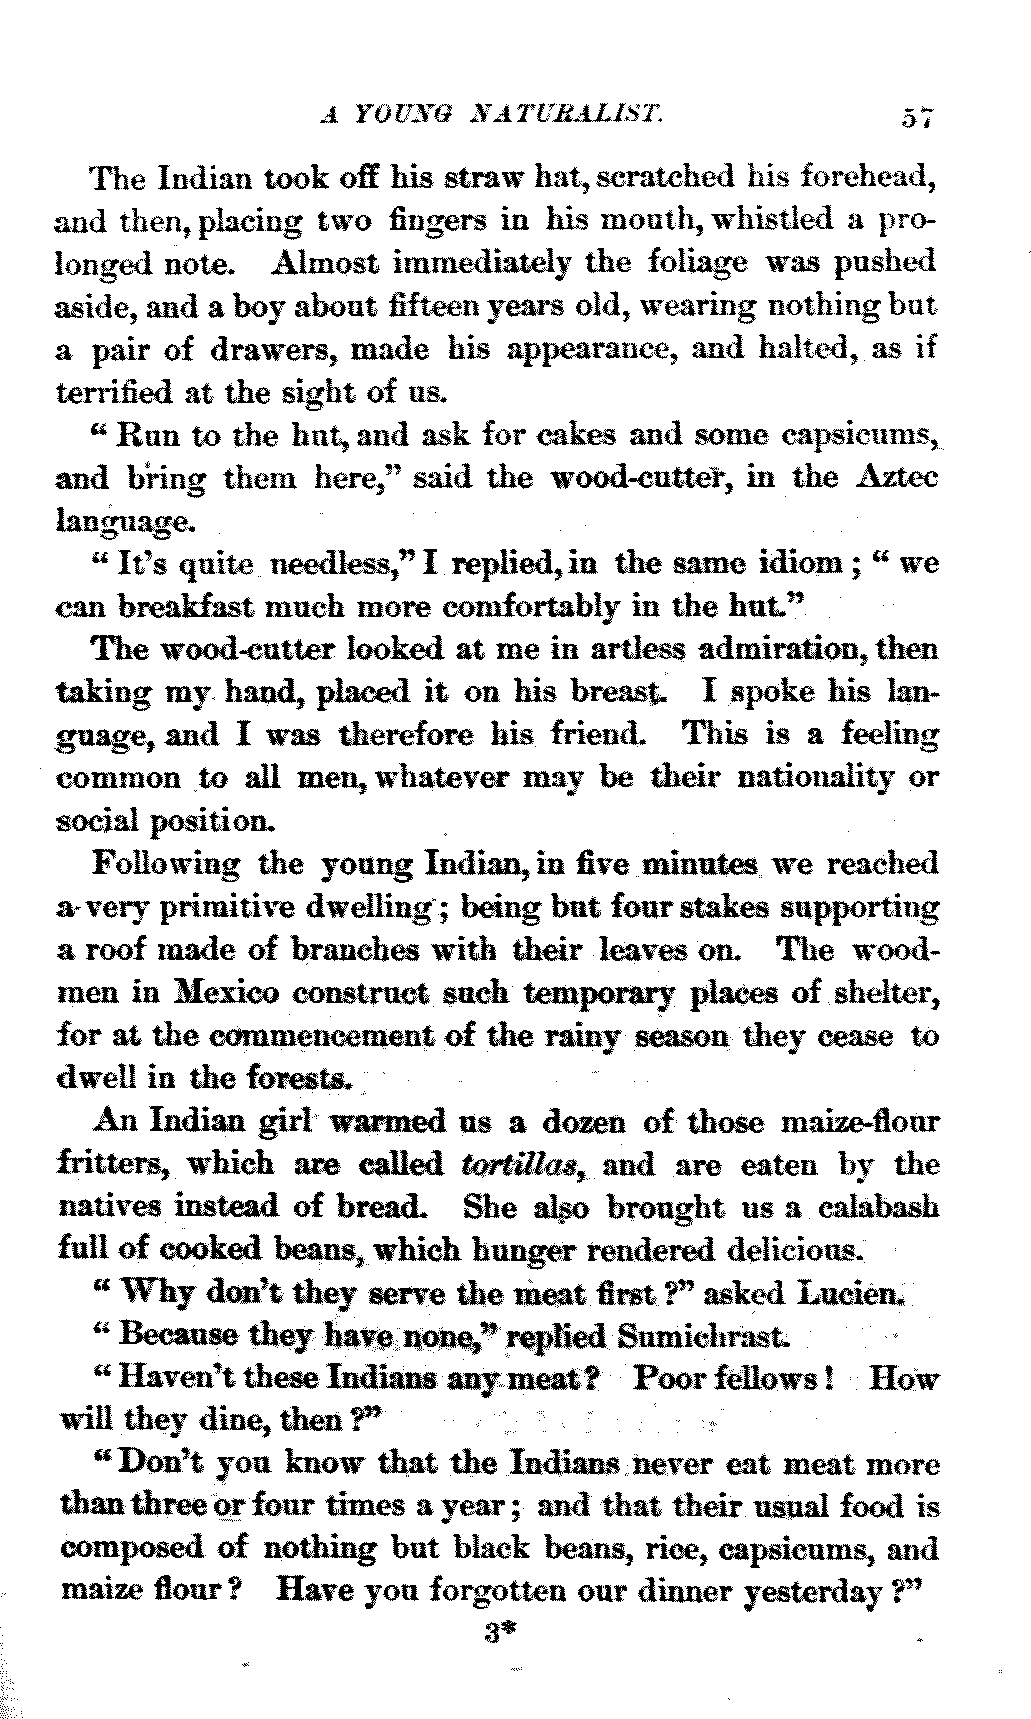 A YOUNG NATURALIST. 57
The Indian took off his straw hat, scratched his forehead,
and then, placing two fingers in his mouth, whistled a pro-
longed note. Almost immediately the foliage was pushed
aside, and a boy about fifteen years old, wearing nothing but
a pair of drawers, made his appearance, and halted, as if
terrified at the sight of us.
“Run to the hut, and ask for cakes and some capsicums,
and bring them here,” said the wood-cutter, in the Aztec
language.
“It’s quite needless,” I replied, in the same idiom; “we
can breakfast much more comfortably in the hut.”
The wood-cutter looked at me in artless admiration, then
taking my hand, placed it on his breast. I spoke his lan-
guage, and I was therefore his friend. This is a feeling
common to all men, whatever may be their nationality or
social position.
Following the young Indian, in five minutes we reached
a very primitive dwelling; being but four stakes supporting
a roof made of branches with their leaves on. The wood-
men in Mexico construct such temporary places of shelter,
for at the commencement of the rainy season they cease to
dwell in the forests.
An Indian girl warmed us a dozen of those maize-flour
fritters, which are called tortillas, and are eaten by the
natives instead of bread. She also brought us a calabash
full of cooked beans, which hunger rendered delicious.
“Why don’t they serve the meat first?” asked Lucien.
“Because they have none,” replied Sumichrast.
“Haven’t these Indians any meat? Poor fellows! How
will they dine, then?”
“Don’t you know that the Indians never eat meat more
than three or four times a year; and that their usual food is
composed of nothing but black beans, rice, capsicums, and
maize flour? Have you forgotten our dinner yesterday?”
3*